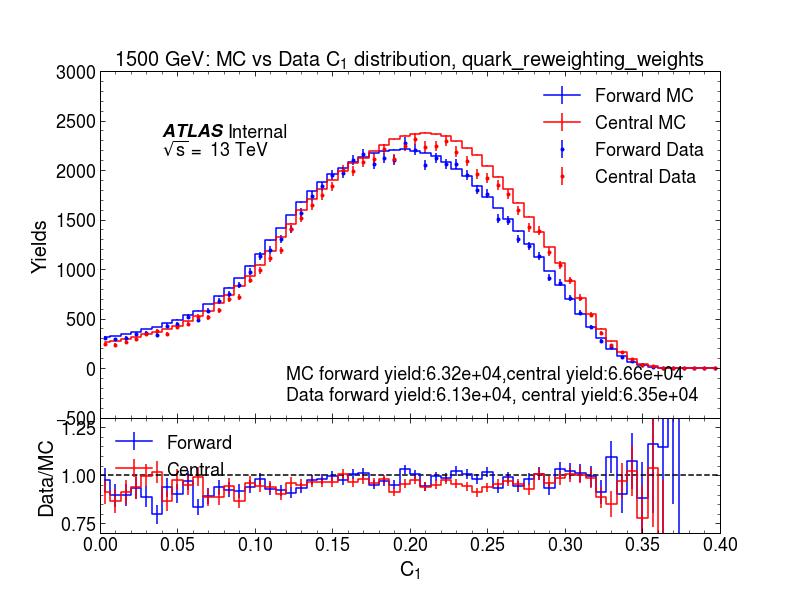 1500 GeV: MC vs Data C₁ distribution, quark_reweighting_weights
3000
2500
2000
1500
1000
500
0
−500
Yields
ATLAS Internal
√s = 13 TeV
Forward MC
Central MC
Forward Data
Central Data
MC forward yield:6.32e+04,central yield:6.66e+04
Data forward yield:6.13e+04, central yield:6.35e+04
1.25
1.00
0.75
Data/MC
Forward
Central
0.00 0.05 0.10 0.15 0.20 0.25 0.30 0.35 0.40
C₁